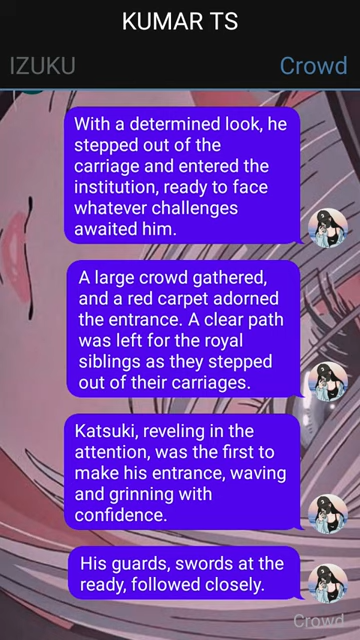 KUMAR TS
IZUKU
Crowd
With a determined look, he
stepped out of the
carriage and entered the
institution, ready to face
whatever challenges
awaited him.
A large crowd gathered,
and a red carpet adorned
the entrance. A clear path
was left for the royal
siblings as they stepped
out of their carriages.
Katsuki, reveling in the
attention, was the first to
make his entrance, waving
and grinning with
confidence.
His guards, swords at the
ready, followed closely.
Crowd